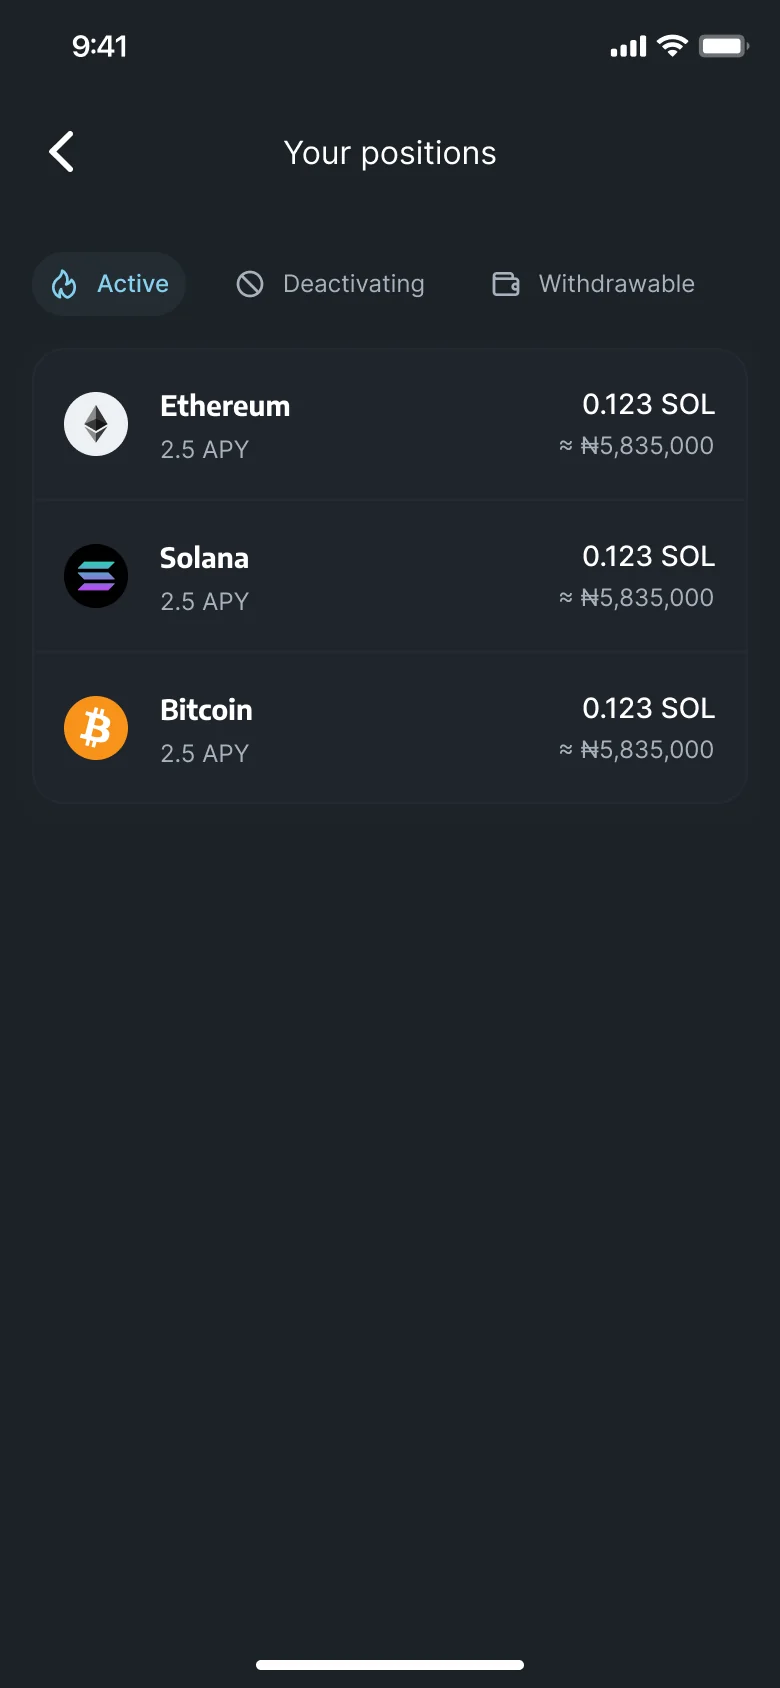 9:41
Your positions
Active
Deactivating
Withdrawable
Ethereum
0.123 SOL
2.5 APY
≈ ₦5,835,000
Solana
0.123 SOL
2.5 APY
≈ ₦5,835,000
Bitcoin
0.123 SOL
2.5 APY
≈ ₦5,835,000